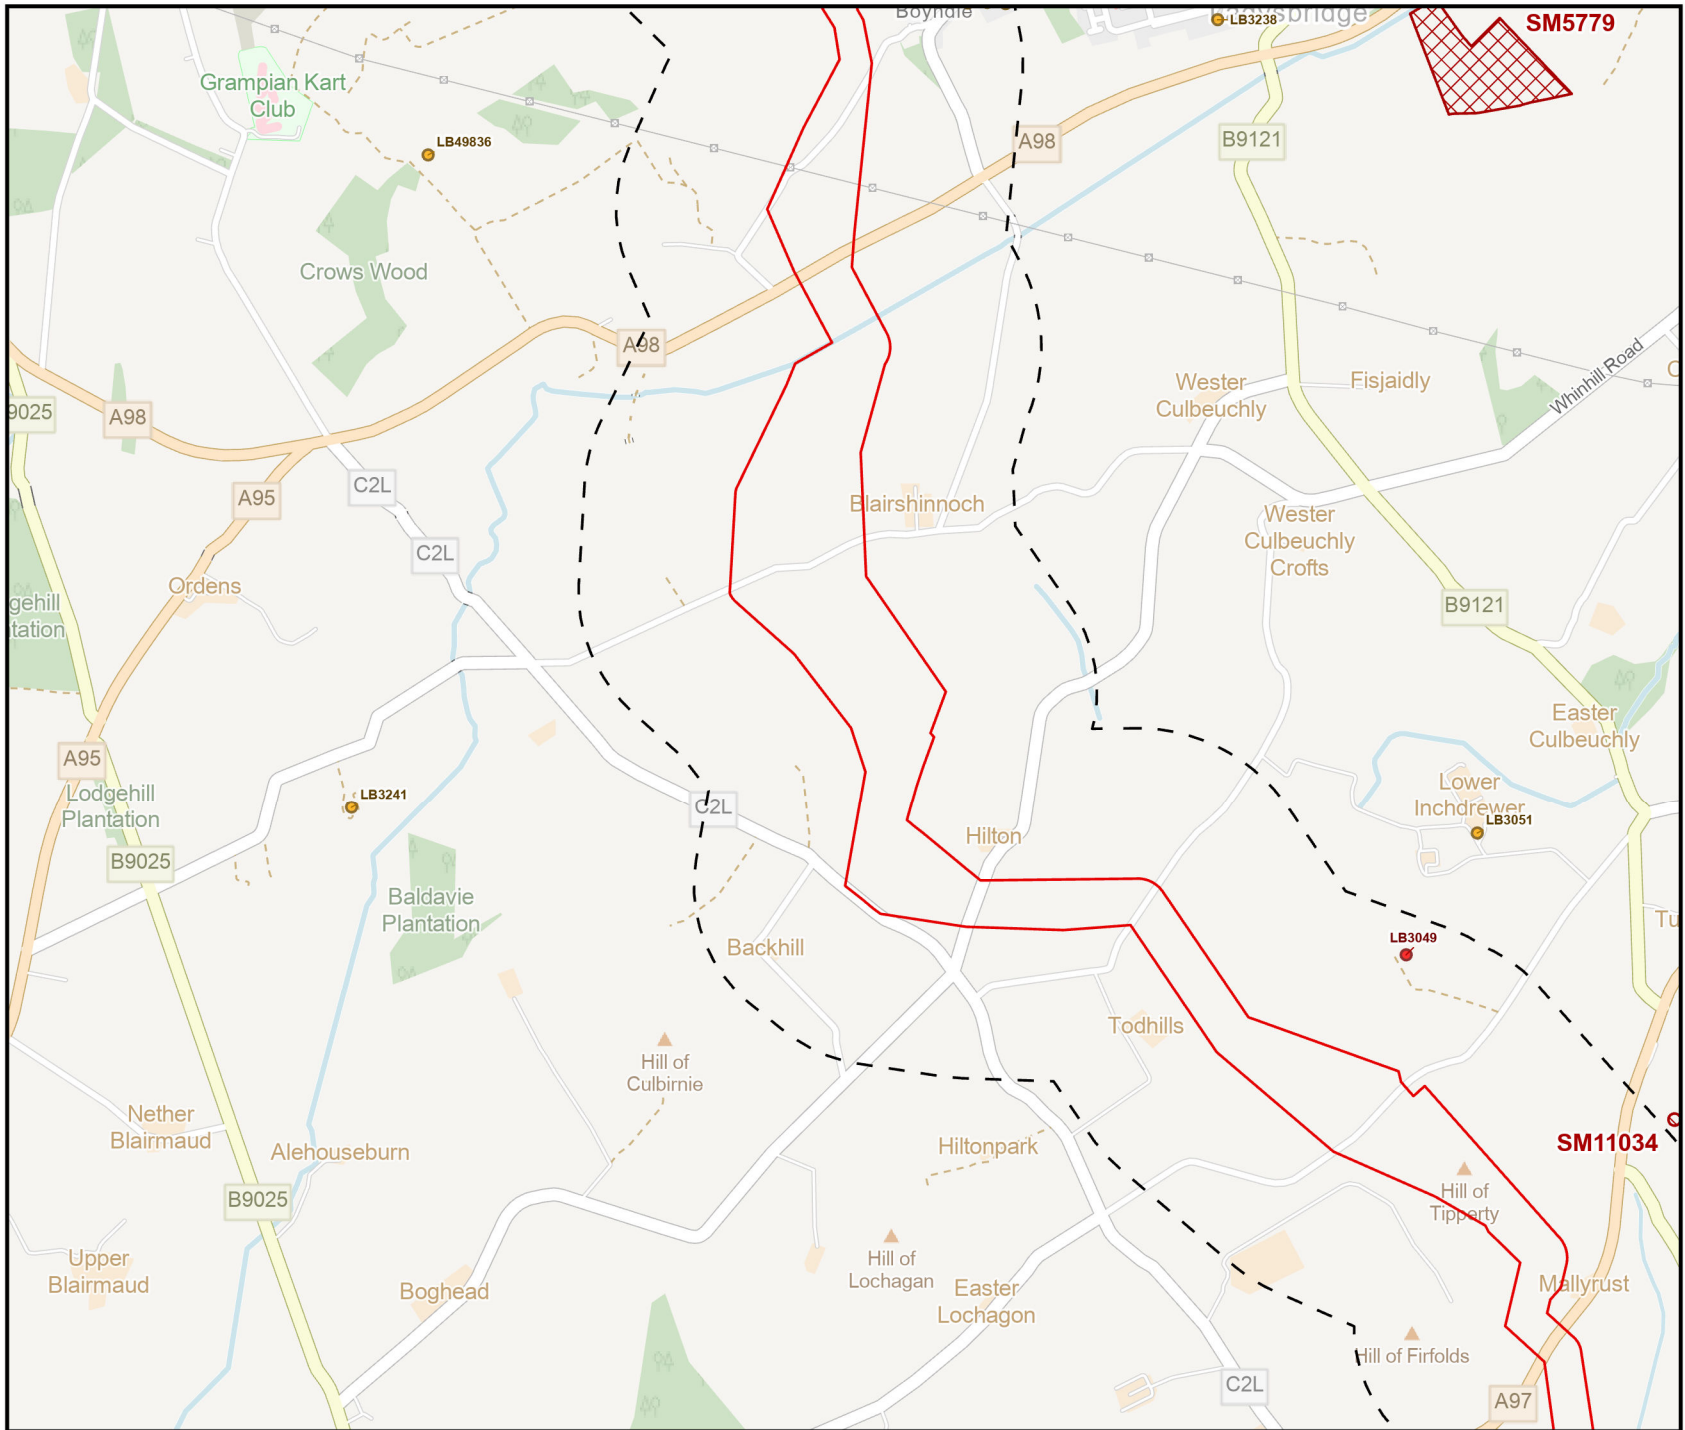 Boyndie
LB3238
SM5779
Grampian Kart
Club
LB49836
A98
B9121
Crows Wood
A98
Whinhill Road
Wester
Culbeuchly
Fisjaidly
9025
A98
C2L
A95
Blairshinnoch
Wester
Culbeuchly
Crofts
C2L
Ordens
gehill
tation
B9121
Easter
Culbeuchly
A95
Lodgehill
Plantation
LB3241
C2L
Lower
Inchdrewer
LB3051
Hilton
B9025
Baldavie
Plantation
Backhill
Tu
LB3049
Todhills
Hill of
Culbirnie
Nether
Blairmaud
Alehouseburn
Hiltonpark
SM11034
B9025
Hill of
Tipperty
Upper
Blairmaud
Boghead
Hill of
Lochagan
Easter
Lochagon
Mallyrust
Hill of Firfolds
C2L
A97